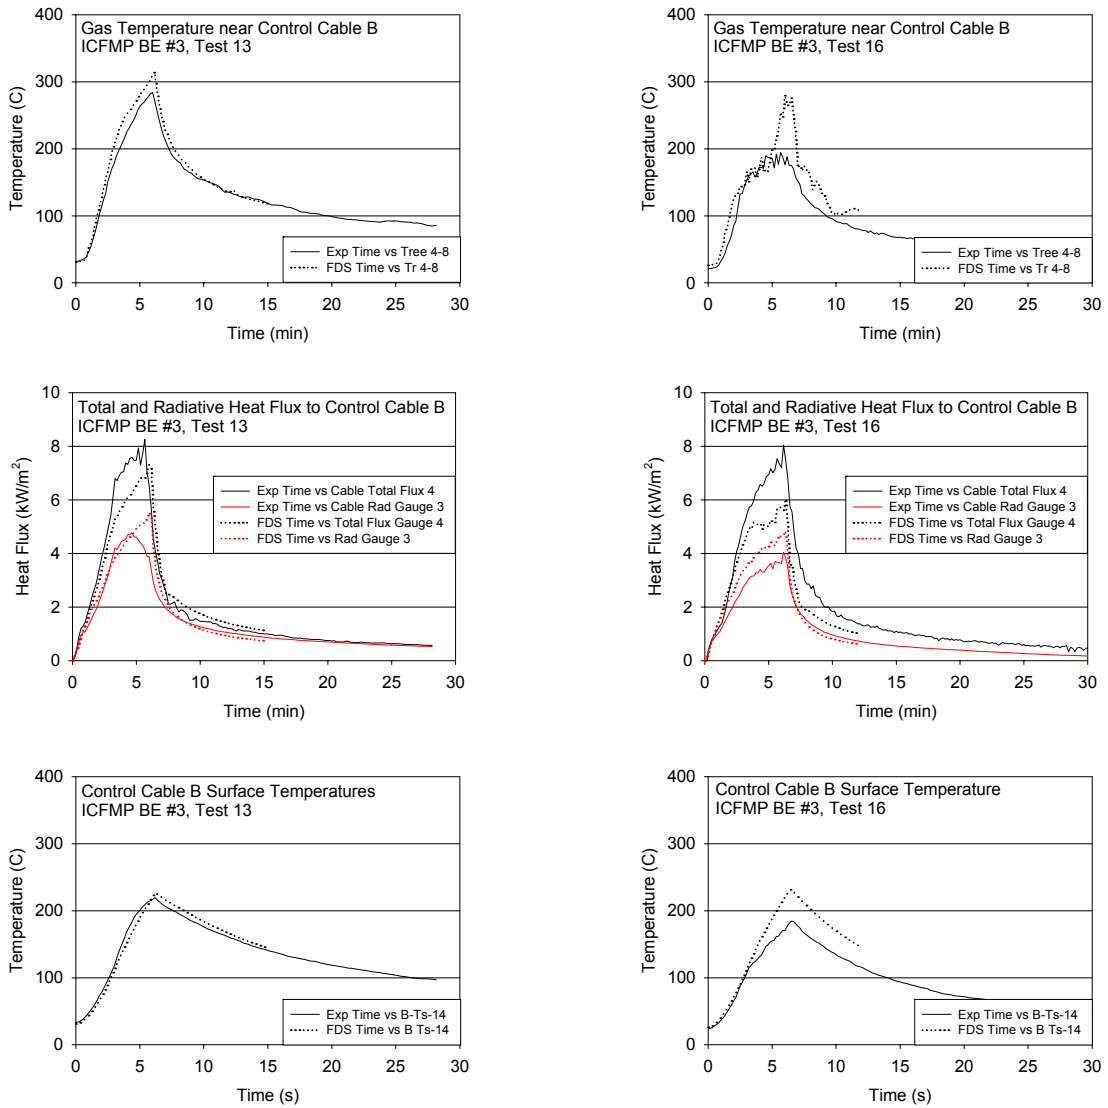 Gas Temperature near Control Cable B
ICFMP BE #3, Test 13
400
300
200
100
0
Temperature (C)
Exp Time vs Tree 4-8
FDS Time vs Tr 4-8
0 5 10 15 20 25 30
Time (min)
Gas Temperature near Control Cable B
ICFMP BE #3, Test 16
400
300
200
100
0
Temperature (C)
Exp Time vs Tree 4-8
FDS Time vs Tr 4-8
0 5 10 15 20 25 30
Time (min)
Total and Radiative Heat Flux to Control Cable B
ICFMP BE #3, Test 13
10
8
6
4
2
0
Heat Flux (kW/m²)
Exp Time vs Cable Total Flux 4
Exp Time vs Cable Rad Gauge 3
FDS Time vs Total Flux Gauge 4
FDS Time vs Rad Gauge 3
0 5 10 15 20 25 30
Time (min)
Total and Radiative Heat Flux to Control Cable B
ICFMP BE #3, Test 16
10
8
6
4
2
0
Heat Flux (kW/m²)
Exp Time vs Cable Total Flux 4
Exp Time vs Cable Rad Gauge 3
FDS Time vs Total Flux Gauge 4
FDS Time vs Rad Gauge 3
0 5 10 15 20 25 30
Time (min)
Control Cable B Surface Temperatures
ICFMP BE #3, Test 13
400
300
200
100
0
Temperature (C)
Exp Time vs B-Ts-14
FDS Time vs B Ts-14
0 5 10 15 20 25 30
Time (s)
Control Cable B Surface Temperature
ICFMP BE #3, Test 16
400
300
200
100
0
Temperature (C)
Exp Time vs B-Ts-14
FDS Time vs B Ts-14
0 5 10 15 20 25 30
Time (s)